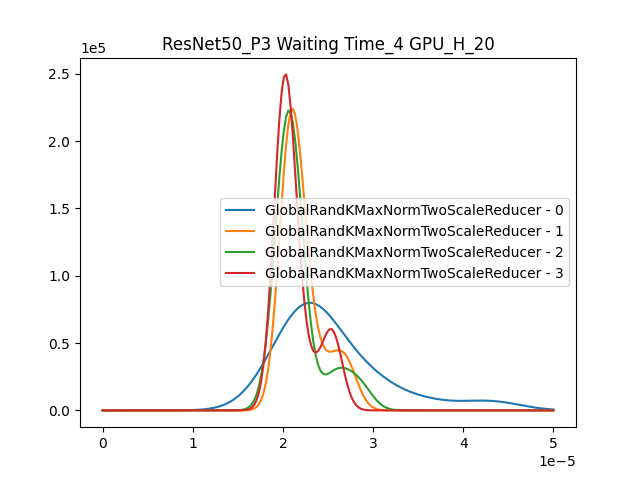 ResNet50_P3 Waiting Time_4 GPU_H_20
1e5
2.5
2.0
1.5
1.0
0.5
0.0
GlobalRandKMaxNormTwoScaleReducer - 0
GlobalRandKMaxNormTwoScaleReducer - 1
GlobalRandKMaxNormTwoScaleReducer - 2
GlobalRandKMaxNormTwoScaleReducer - 3
0 1 2 3 4 5
1e−5